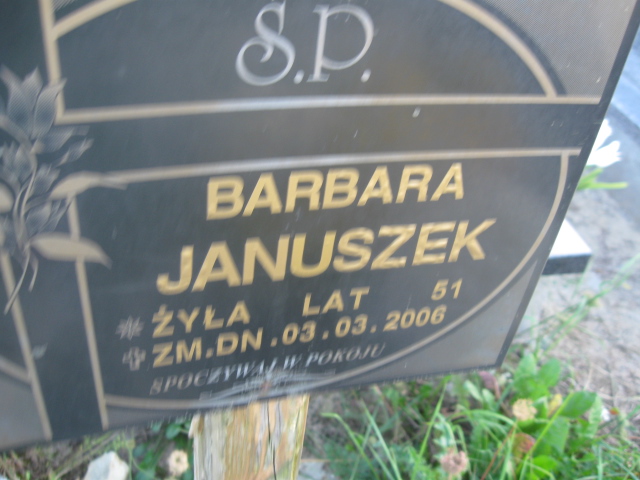 Ś.P.
BARBARA
JANUSZEK
ŻYŁA LAT 51
ZM.DN.03.03.2006
SPOCZYWAJ W POKOJU